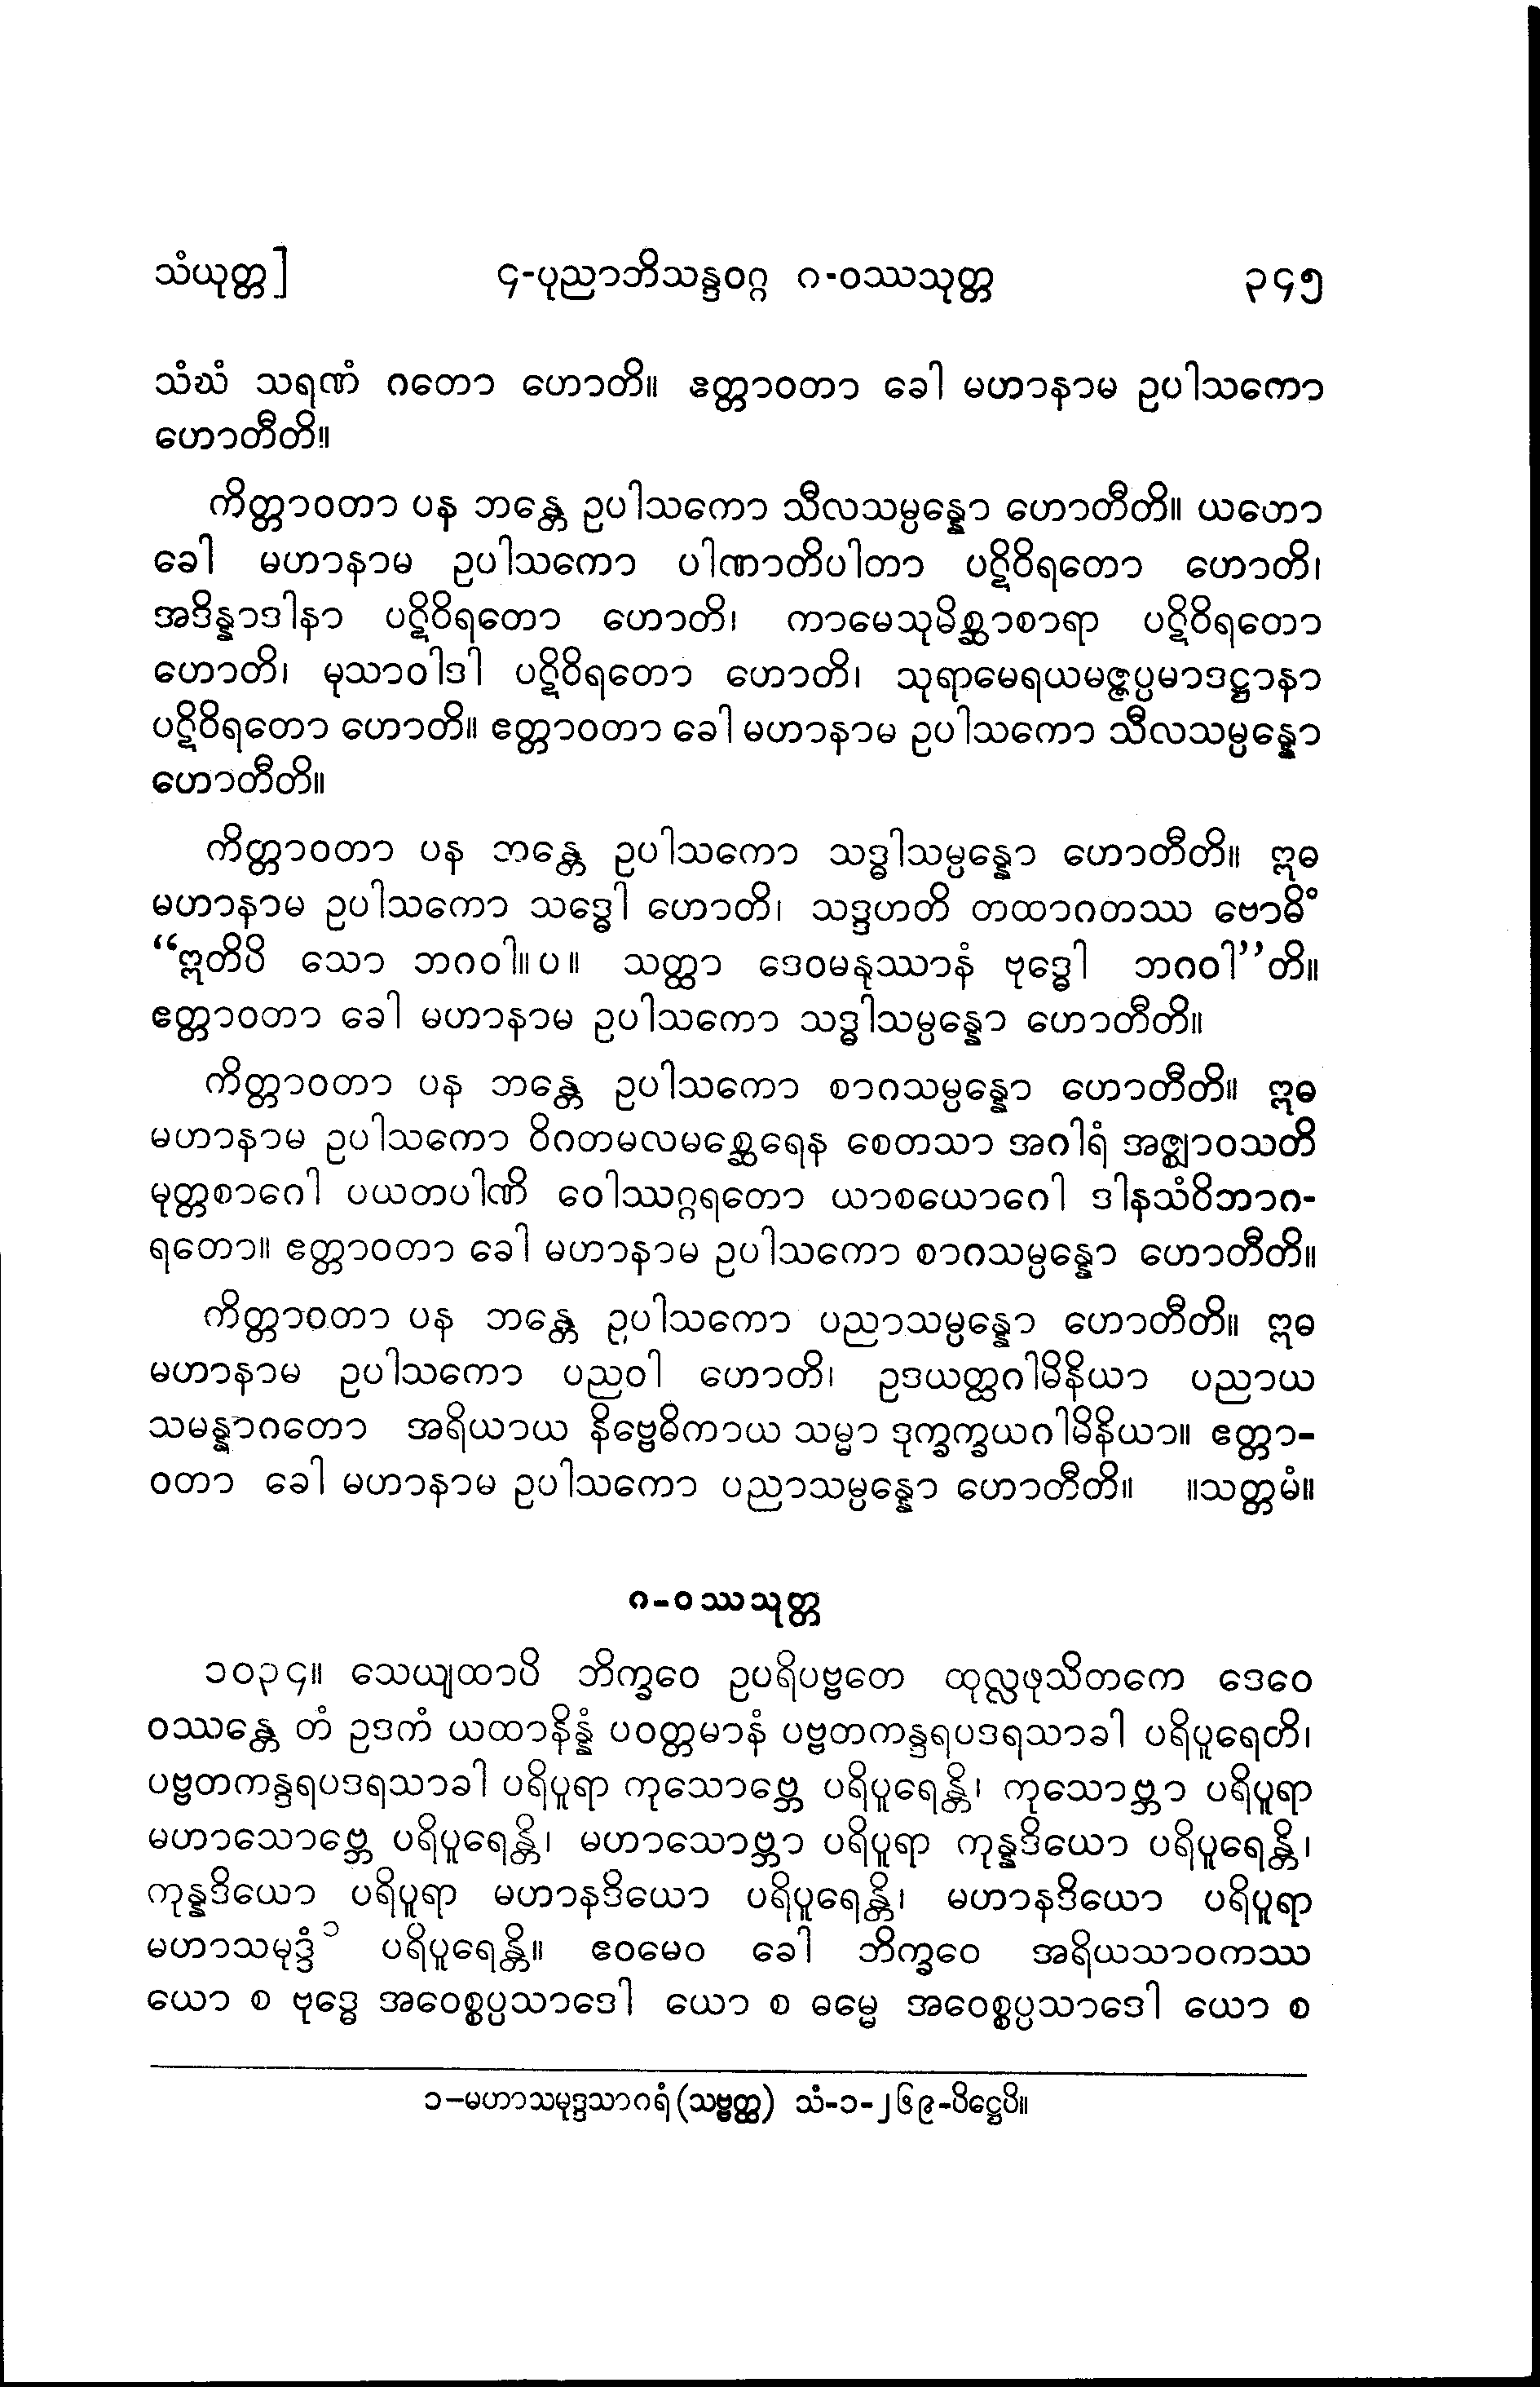 သံယုတ္တ]	၄-ပုညာဘိသန္ဒဝဂ္ဂ ၈-ဝဿသုတ္တ	၃၄၅
သံဃံ သရဏံ ဂတော ဟောတိ။ ဧတ္တာဝတာ ခေါ မဟာနာမ ဥပါသကော
ဟောတီတိ။
ကိတ္တာဝတာ ပန ဘန္တေ ဥပါသကော သီလသမ္ပန္နော ဟောတီတိ။ ယတော
ခေါ မဟာနာမ ဥပါသကော ပါဏာတိပါတာ ပဋိဝိရတော ဟောတိ၊
အဒိန္နာဒါနာ ပဋိဝိရတော ဟောတိ၊ ကာမေသုမိစ္ဆာစာရာ ပဋိဝိရတော
ဟောတိ၊ မုသာဝါဒါ ပဋိဝိရတော ဟောတိ၊ သုရာမေရယမဇ္ဇပ္ပမာဒဋ္ဌာနာ
ပဋိဝိရတော ဟောတိ။ ဧတ္တာဝတာ ခေါ မဟာနာမ ဥပါသကော သီလသမ္ပန္နော
ဟောတီတိ။
ကိတ္တာဝတာ ပန ဘန္တေ ဥပါသကော သဒ္ဓါသမ္ပန္နော ဟောတီတိ။ ဣဓ
မဟာနာမ ဥပါသကော သဒ္ဓေါ ဟောတိ၊ သဒ္ဒဟတိ တထာဂတဿ ဗောဓိံ
“ဣတိပိ သော ဘဂဝါ။ပ။ သတ္ထာ ဒေဝမနုဿာနံ ဗုဒ္ဓေါ ဘဂဝါ”တိ။
ဧတ္တာဝတာ ခေါ မဟာနာမ ဥပါသကော သဒ္ဓါသမ္ပန္နော ဟောတီတိ။
ကိတ္တာဝတာ ပန ဘန္တေ ဥပါသကော စာဂသမ္ပန္နော ဟောတီတိ။ ဣဓ
မဟာနာမ ဥပါသကော ဝိဂတမလမစ္ဆေရေန စေတသာ အဂါရံ အဇ္ဈာဝသတိ
မုတ္တစာဂေါ ပယတပါဏိ ဝေါဿဂ္ဂရတော ယာစယောဂေါ ဒါနသံဝိဘာဂ-
ရတော။ ဧတ္တာဝတာ ခေါ မဟာနာမ ဥပါသကော စာဂသမ္ပန္နော ဟောတီတိ။
ကိတ္တာဝတာ ပန ဘန္တေ ဥပါသကော ပညာသမ္ပန္နော ဟောတီတိ။ ဣဓ
မဟာနာမ ဥပါသကော ပညဝါ ဟောတိ၊ ဥဒယတ္ထဂါမိနိယာ ပညာယ
သမန္နာဂတော အရိယာယ နိဗ္ဗေဓိကာယ သမ္မာ ဒုက္ခက္ခယဂါမိနိယာ။ ဧတ္တာ-
ဝတာ ခေါ မဟာနာမ ဥပါသကော ပညာသမ္ပန္နော ဟောတီတိ။ ။သတ္တမံ။
၈-ဝဿသုတ္တ
၁၀၃၄။ သေယျထာပိ ဘိက္ခဝေ ဥပရိပဗ္ဗတေ ထုလ္လဖုသိတကေ ဒေဝေ
ဝဿန္တေ တံ ဥဒကံ ယထာနိန္နံ ပဝတ္တမာနံ ပဗ္ဗတကန္ဒရပဒရသာခါ ပရိပူရေတိ၊
ပဗ္ဗတကန္ဒရပဒရသာခါ ပရိပူရာ ကုသောဗ္ဘေ ပရိပူရေန္တိ၊ ကုသောဗ္ဘာ ပရိပူရာ
မဟာသောဗ္ဘေ ပရိပူရေန္တိ၊ မဟာသောဗ္ဘာ ပရိပူရာ ကုန္နဒိယော ပရိပူရေန္တိ၊
ကုန္နဒိယော ပရိပူရာ မဟာနဒိယော ပရိပူရေန္တိ၊ မဟာနဒိယော ပရိပူရာ
မဟာသမုဒ္ဒံ ၁ ပရိပူရေန္တိ။ ဧဝမေဝ ခေါ ဘိက္ခဝေ အရိယသာဝကဿ
ယော စ ဗုဒ္ဓေ အဝေစ္စပ္ပသာဒေါ ယော စ ဓမ္မေ အဝေစ္စပ္ပသာဒေါ ယော စ
၁–မဟာသမုဒ္ဒသာဂရံ(သဗ္ဗတ္ထ) သံ-၁-၂၆၉-ပိဋ္ဌေပိ။